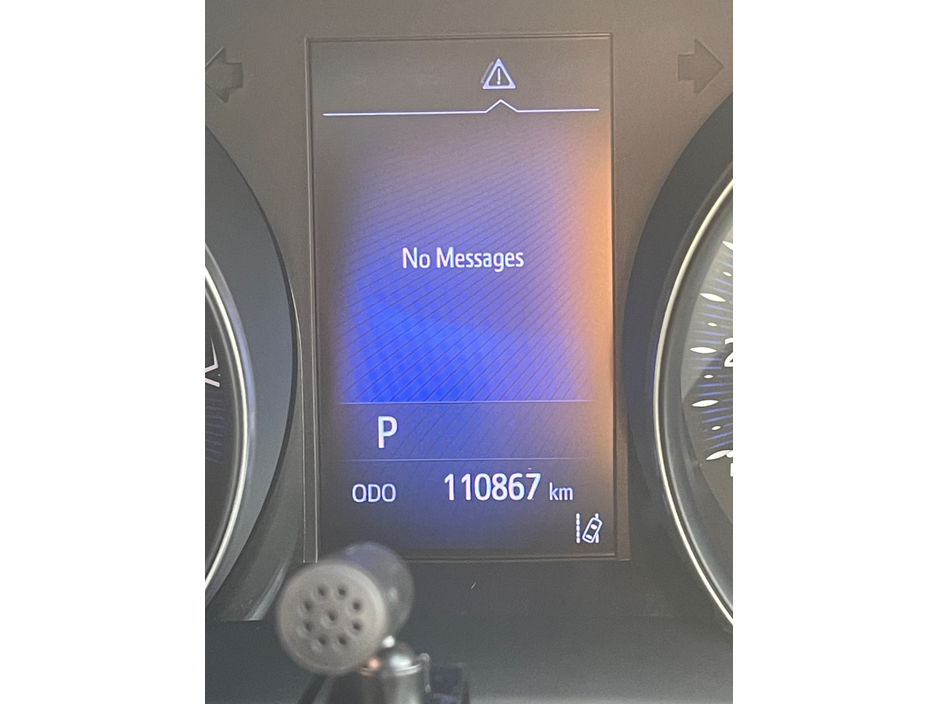 No Messages
P
ODO 110867 km